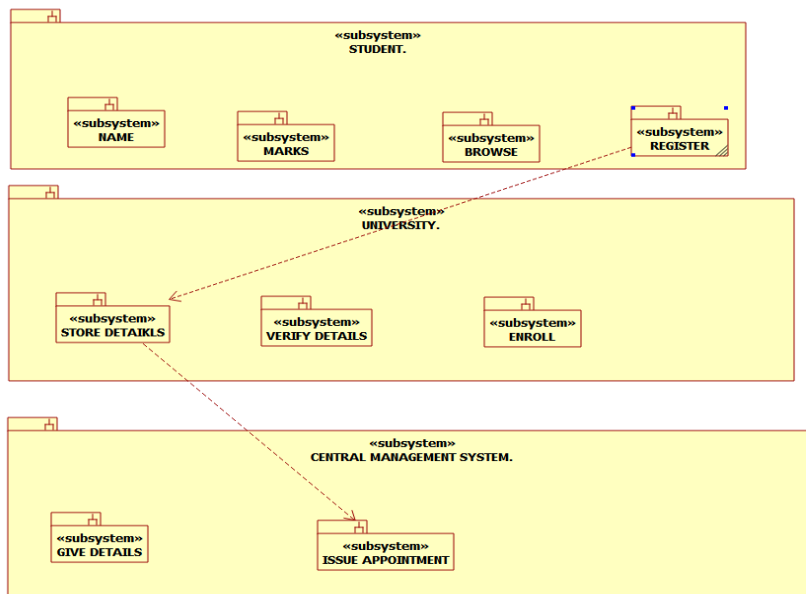 «subsystem»
STUDENT.
«subsystem»
NAME
«subsystem»
MARKS
«subsystem»
BROWSE
«subsystem»
REGISTER
«subsystem»
UNIVERSITY.
«subsystem»
STORE DETAIKLS
«subsystem»
VERIFY DETAILS
«subsystem»
ENROLL
«subsystem»
CENTRAL MANAGEMENT SYSTEM.
«subsystem»
GIVE DETAILS
«subsystem»
ISSUE APPOINTMENT